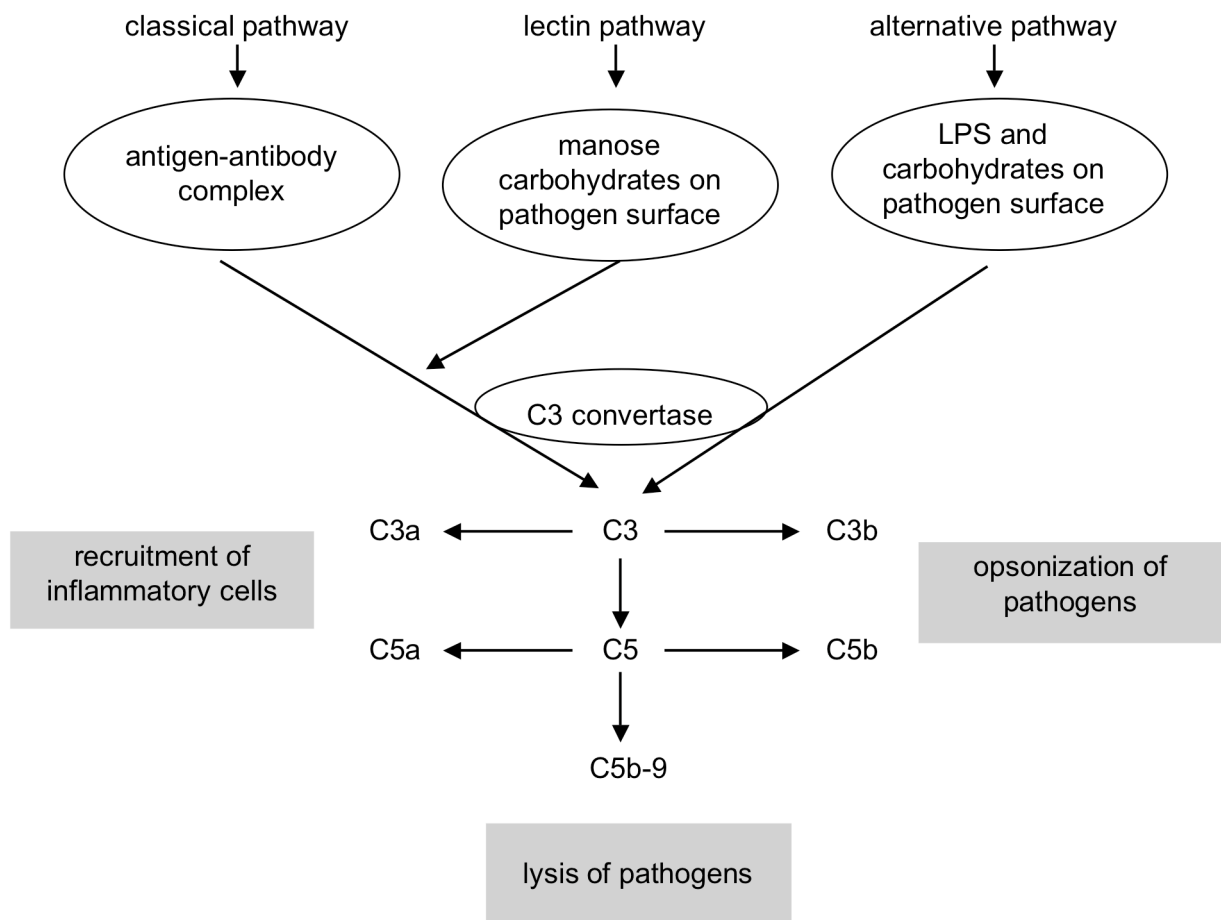 classical pathway
lectin pathway
alternative pathway
antigen-antibody
complex
manose
carbohydrates on
pathogen surface
LPS and
carbohydrates on
pathogen surface
C3 convertase
C3a
C3
C3b
recruitment of
inflammatory cells
opsonization of
pathogens
C5a
C5
C5b
C5b-9
lysis of pathogens